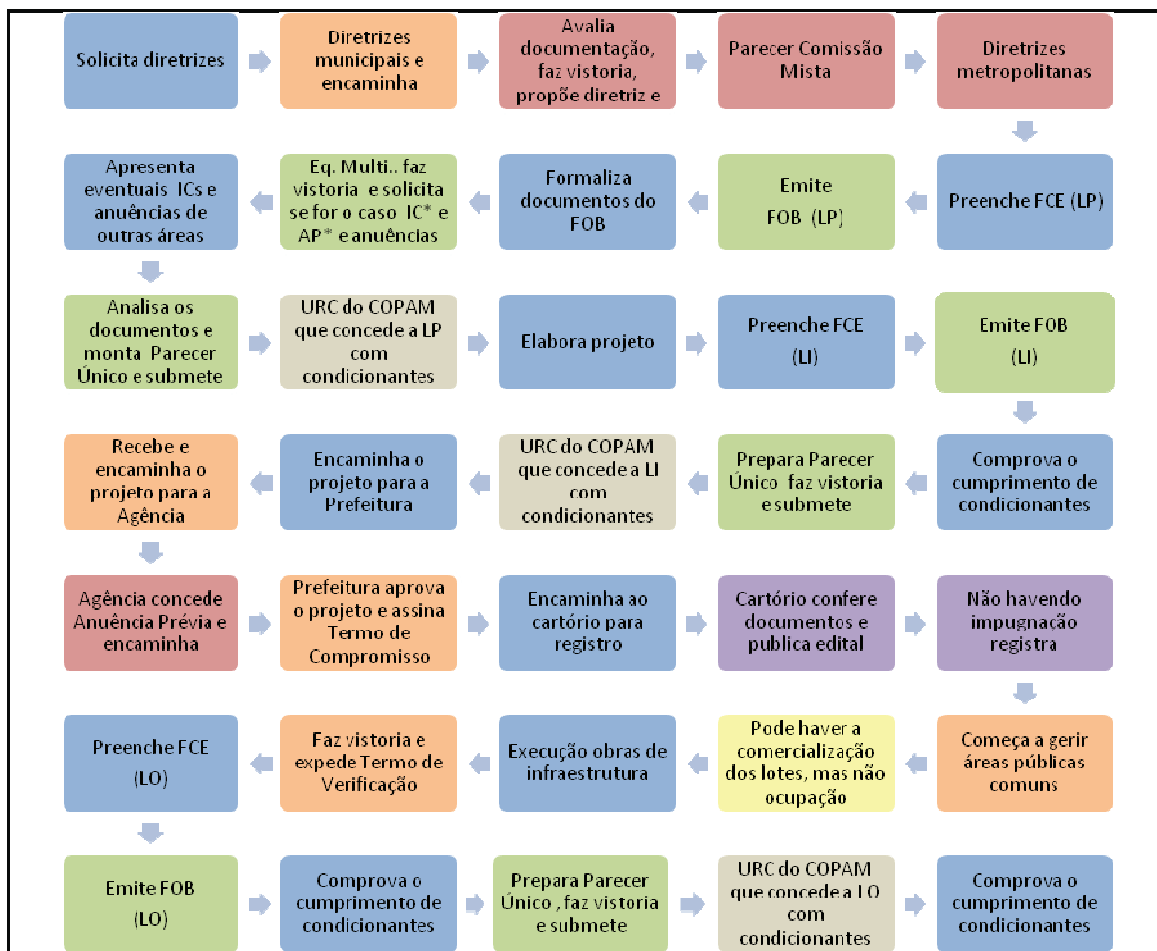 Solicita diretrizes
Diretrizes
municipais e
encaminha
Avalia
documentação,
faz vistoria,
propõe diretriz e
Parecer Comissão
Mista
Diretrizes
metropolitanas
Apresenta
eventuais ICs e
anuências de
outras áreas
Eq. Multi.. faz
vistoria e solicita
se for o caso IC* e
AP* e anuências
Formaliza
documentos do
FOB
Emite
FOB (LP)
Preenche FCE (LP)
Analisa os
documentos e
monta Parecer
Único e submete
URC do COPAM
que concede a LP
com
condicionantes
Elabora projeto
Preenche FCE
(LI)
Emite FOB
(LI)
Recebe e
encaminha o
projeto para a
Agência
Encaminha o
projeto para a
Prefeitura
URC do COPAM
que concede a LI
com
condicionantes
Prepara Parecer
Único faz vistoria
e submete
Comprova o
cumprimento de
condicionantes
Agência concede
Anuência Prévia e
encaminha
Prefeitura aprova
o projeto e assina
Termo de
Compromisso
Encaminha ao
cartório para
registro
Cartório confere
documentos e
publica edital
Não havendo
impugnação
registra
Preenche FCE
(LO)
Faz vistoria e
expede Termo de
Verificação
Execução obras de
infraestrutura
Pode haver a
comercialização
dos lotes, mas não
ocupação
Começa a gerir
áreas públicas
comuns
Emite FOB
(LO)
Comprova o
cumprimento de
condicionantes
Prepara Parecer
Único , faz vistoria
e submete
URC do COPAM
que concede a LO
com
condicionantes
Comprova o
cumprimento de
condicionantes